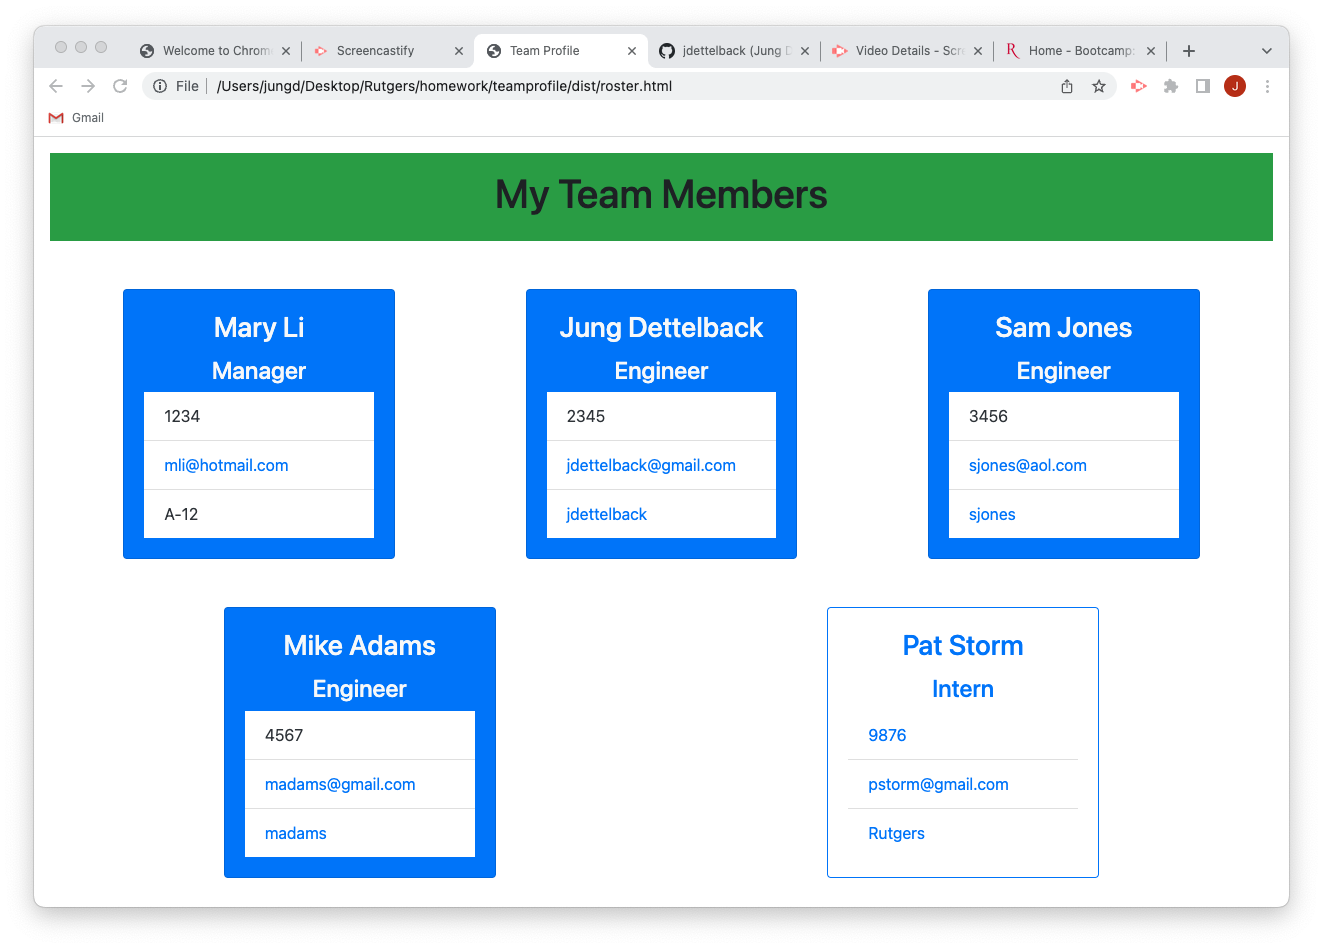 Welcome to Chrome
Screencastify
Team Profile
jdettelback (Jung D
Video Details - Scre
Home - Bootcamp:
File
/Users/jungd/Desktop/Rutgers/homework/teamprofile/dist/roster.html
J
Gmail
My Team Members
Mary Li
Manager
1234
mli@hotmail.com
A-12
Jung Dettelback
Engineer
2345
jdettelback@gmail.com
jdettelback
Sam Jones
Engineer
3456
sjones@aol.com
sjones
Mike Adams
Engineer
4567
madams@gmail.com
madams
Pat Storm
Intern
9876
pstorm@gmail.com
Rutgers